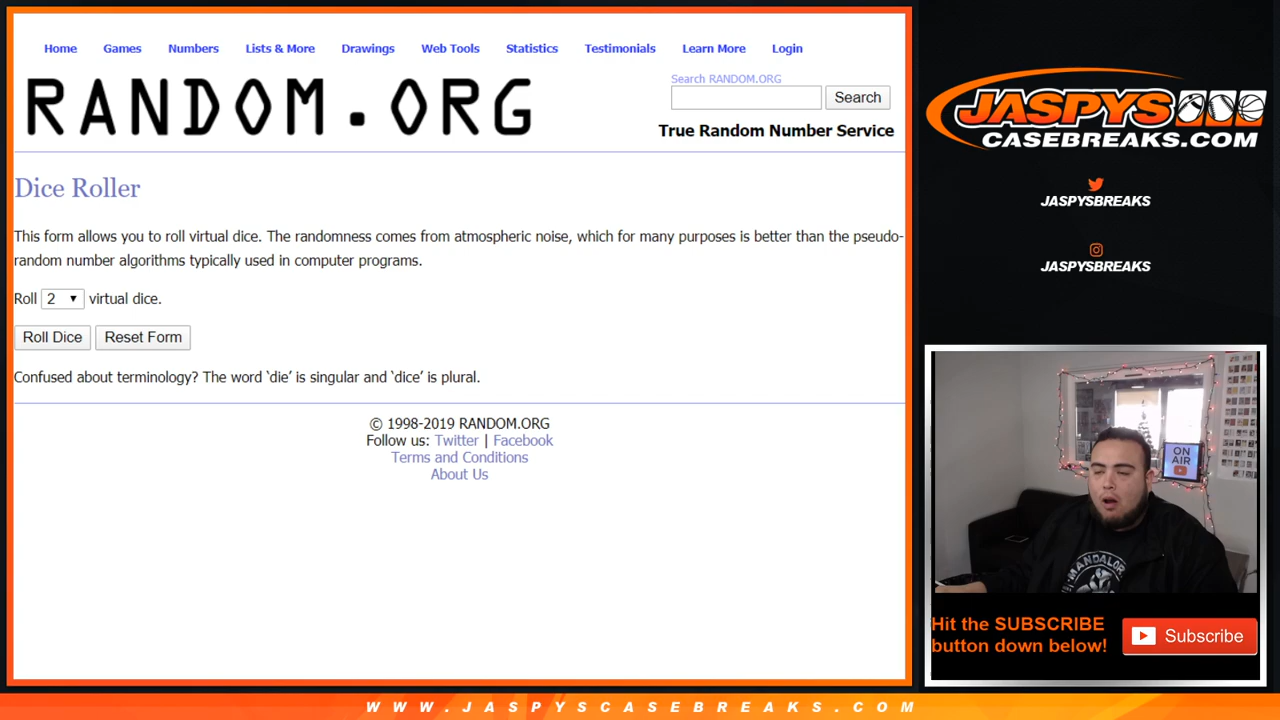 Home Games Numbers Lists & More Drawings Web Tools Statistics Testimonials Learn More Login
RANDOM.ORG
Search RANDOM.ORG
Search
True Random Number Service
Dice Roller
This form allows you to roll virtual dice. The randomness comes from atmospheric noise, which for many purposes is better than the pseudo-
random number algorithms typically used in computer programs.
Roll 2 virtual dice.
Roll Dice Reset Form
Confused about terminology? The word ‘die’ is singular and ‘dice’ is plural.
© 1998-2019 RANDOM.ORG
Follow us: Twitter | Facebook
Terms and Conditions
About Us
JASPYS
CASEBREAKS.COM
JASPYSBREAKS
JASPYSBREAKS
ON
AIR
MANDALOR
Hit the SUBSCRIBE
button down below!
Subscribe
WWW.JASPYSCASEBREAKS.COM